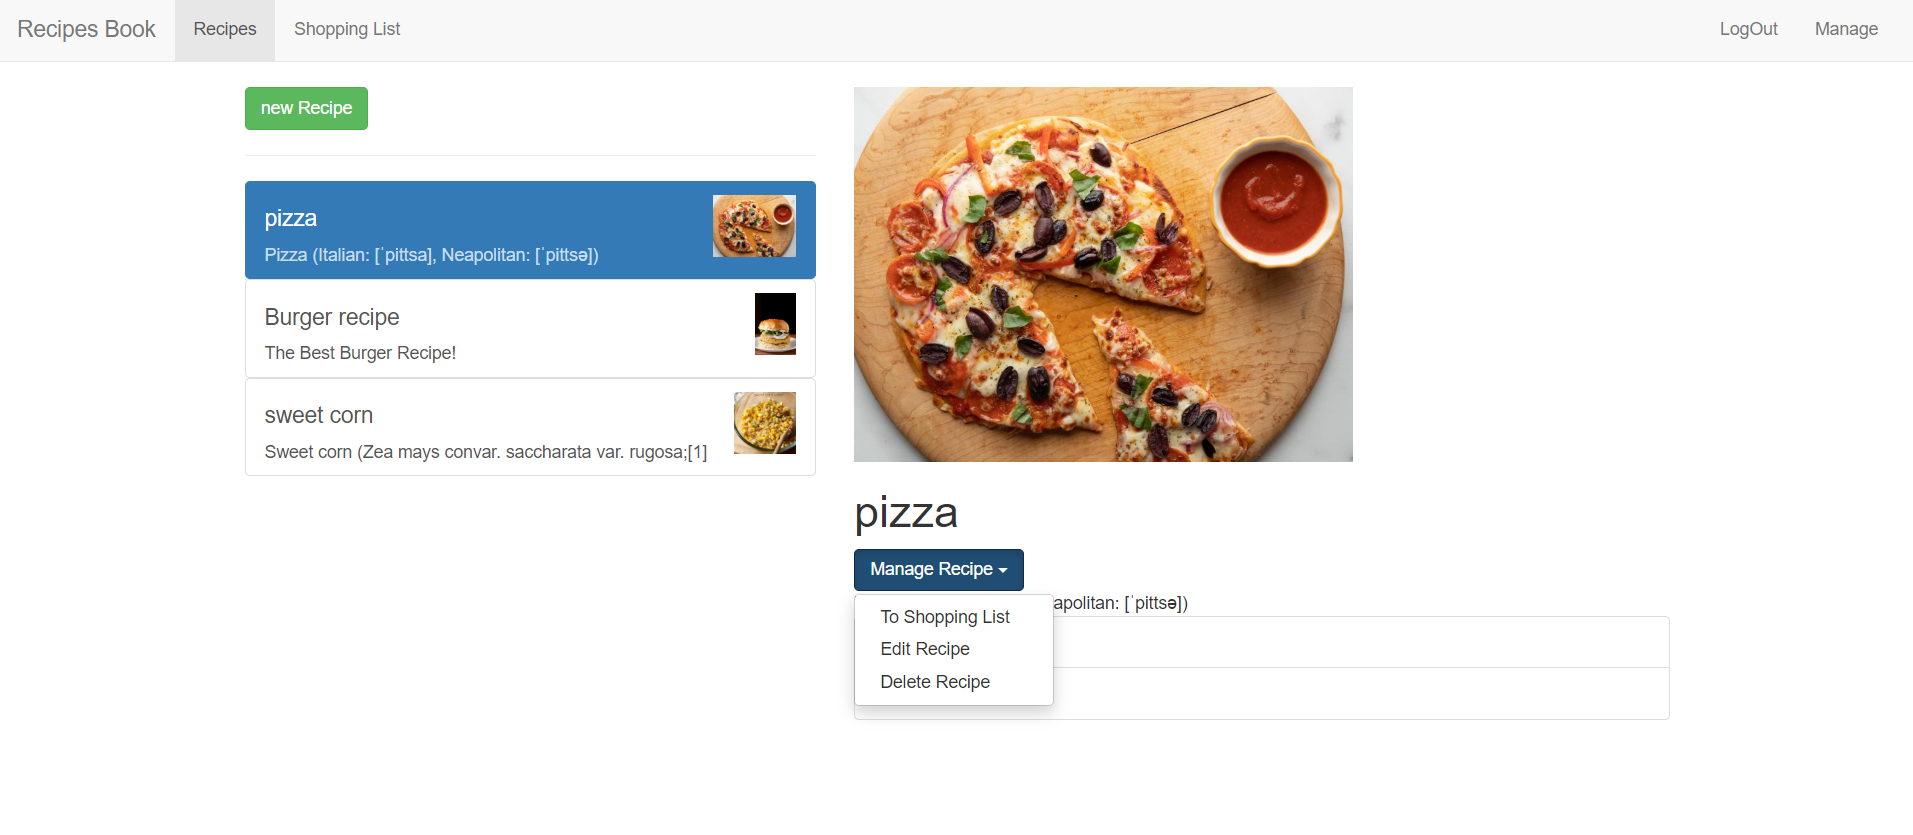 Recipes Book Recipes Shopping List LogOut Manage
new Recipe
pizza
Pizza (Italian: [ˈpittsa], Neapolitan: [ˈpittsə])
Burger recipe
The Best Burger Recipe!
sweet corn
Sweet corn (Zea mays convar. saccharata var. rugosa;[1]
pizza
Manage Recipe
apolitan: [ˈpittsə])
To Shopping List
Edit Recipe
Delete Recipe